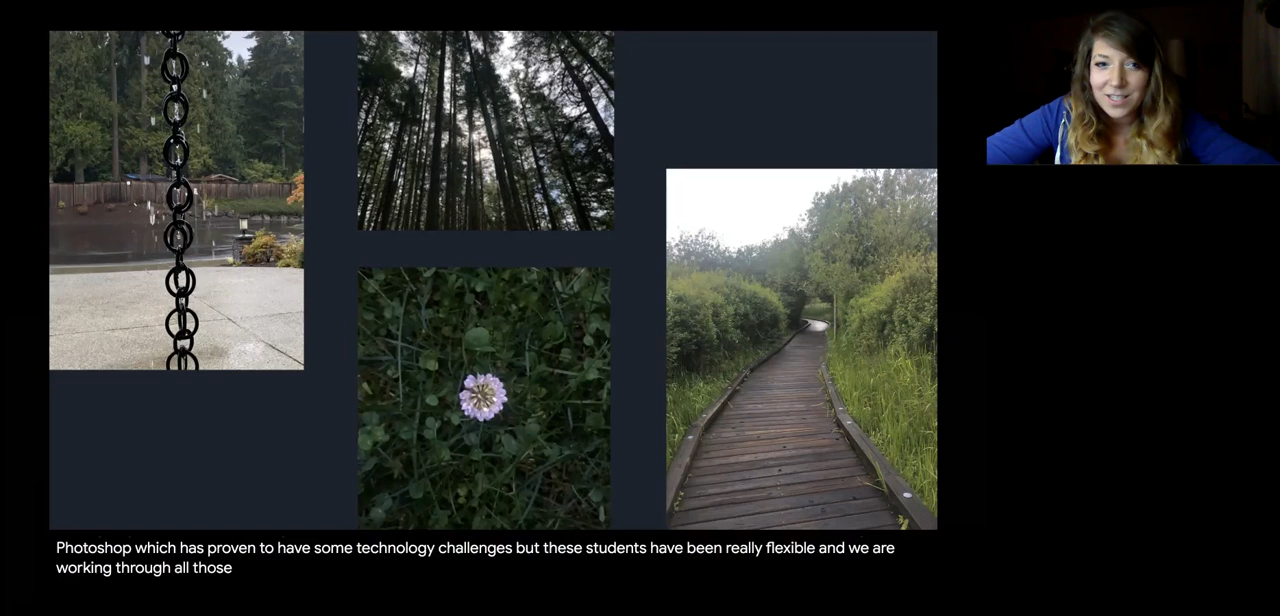 Photoshop which has proven to have some technology challenges but these students have been really flexible and we are
working through all those